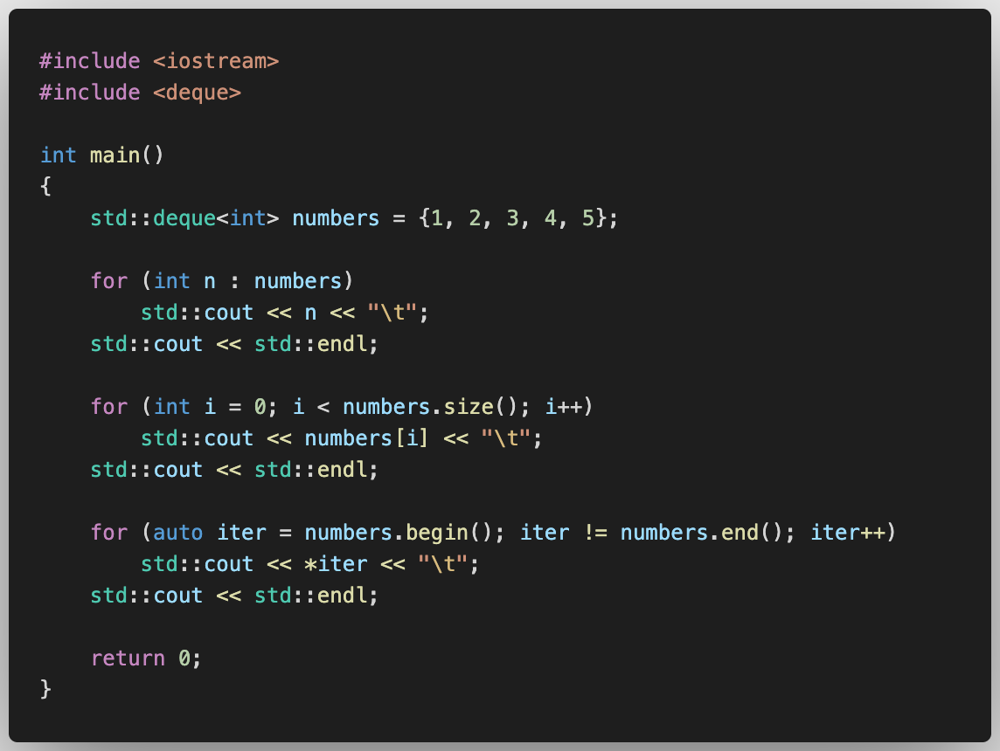 #include <iostream>
#include <deque>

int main()
{
    std::deque<int> numbers = {1, 2, 3, 4, 5};

    for (int n : numbers)
        std::cout << n << "\t";
    std::cout << std::endl;

    for (int i = 0; i < numbers.size(); i++)
        std::cout << numbers[i] << "\t";
    std::cout << std::endl;

    for (auto iter = numbers.begin(); iter != numbers.end(); iter++)
        std::cout << *iter << "\t";
    std::cout << std::endl;

    return 0;
}